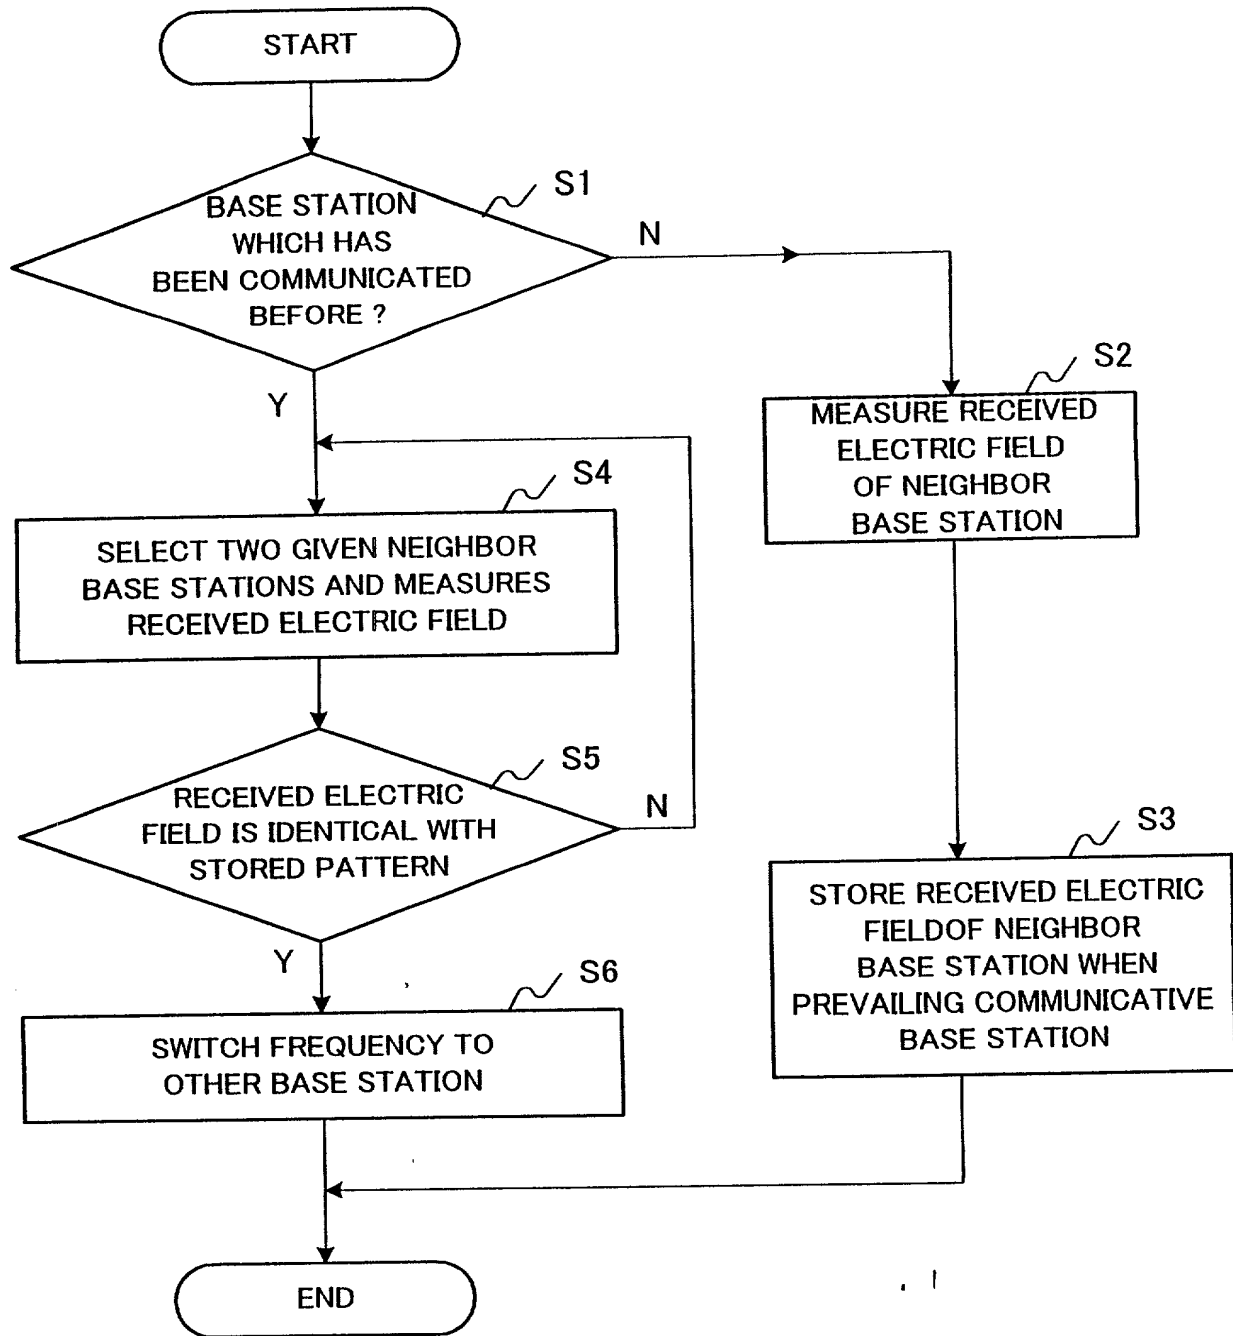 START
BASE STATION
WHICH HAS
BEEN COMMUNICATED
BEFORE ?
S1
N
Y
S2
MEASURE RECEIVED
ELECTRIC FIELD
OF NEIGHBOR
BASE STATION
S4
SELECT TWO GIVEN NEIGHBOR
BASE STATIONS AND MEASURES
RECEIVED ELECTRIC FIELD
S5
RECEIVED ELECTRIC
FIELD IS IDENTICAL WITH
STORED PATTERN
N
Y
S3
STORE RECEIVED ELECTRIC
FIELDOF NEIGHBOR
BASE STATION WHEN
PREVAILING COMMUNICATIVE
BASE STATION
S6
SWITCH FREQUENCY TO
OTHER BASE STATION
END